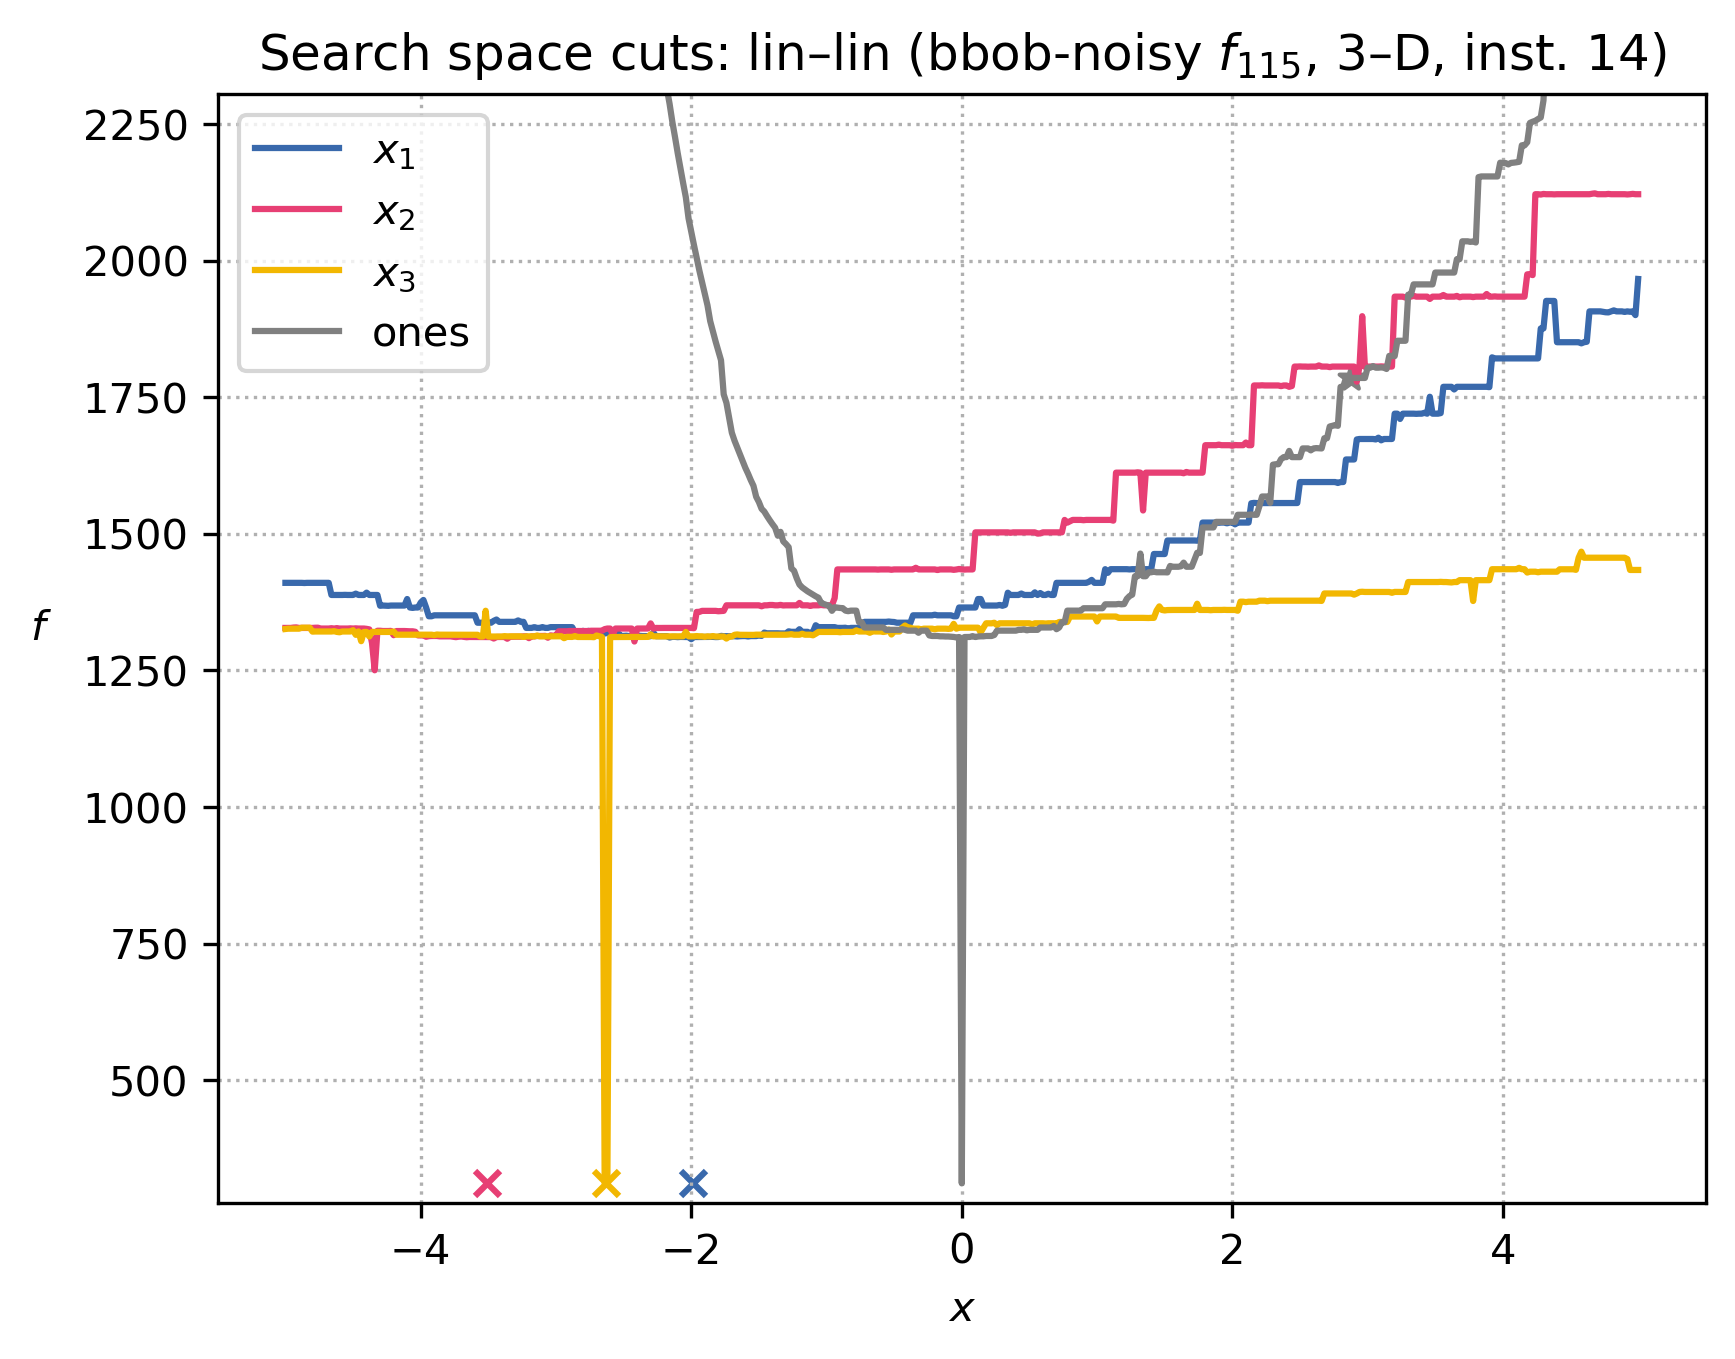 Search space cuts: lin–lin (bbob-noisy f₁₁₅, 3–D, inst. 14)
x₁
x₂
x₃
ones
2250
2000
1750
1500
1250
1000
750
500
f
−4
−2
0
2
4
x